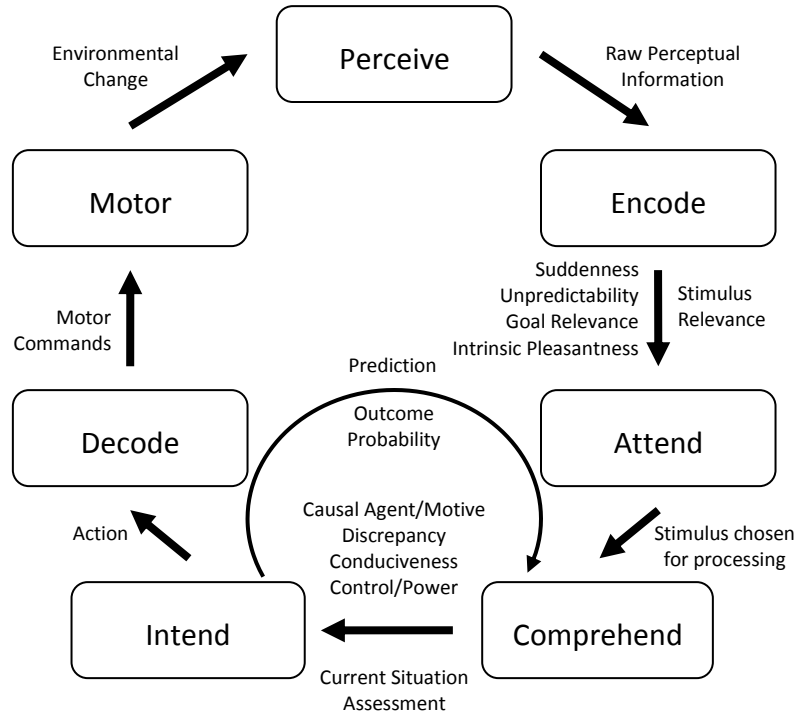 Environmental
Change
Perceive
Raw Perceptual
Information
Motor
Encode
Suddenness
Unpredictability
Goal Relevance
Intrinsic Pleasantness
Stimulus
Relevance
Motor
Commands
Prediction
Outcome
Probability
Decode
Attend
Causal Agent/Motive
Discrepancy
Conduciveness
Control/Power
Action
Stimulus chosen
for processing
Intend
Comprehend
Current Situation
Assessment